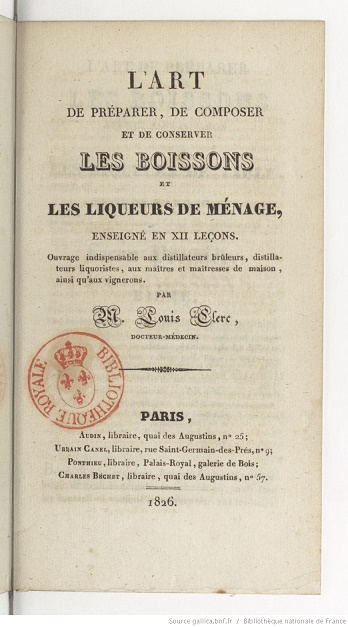 L'ART
DE PRÉPARER, DE COMPOSER
ET DE CONSERVER
LES BOISSONS
ET
LES LIQUEURS DE MÉNAGE,
ENSEIGNÉ EN XII LEÇONS.
Ouvrage indispensable aux distillateurs brûleurs, distilla-
teurs liquoristes, aux maîtres et maîtresses de maison,
ainsi qu'aux vignerons.
PAR
M. Louis Clerc,
DOCTEUR-MÉDECIN.
BIBLIOTHÈQUE ROYALE
PARIS,
AUDIN, libraire, quai des Augustins, nº 25;
URBAIN CANEL, libraire, rue Saint-Germain-des-Prés, nº 9;
PONTHIEU, libraire, Palais-Royal, galerie de Bois;
CHARLES BÉCHET, libraire, quai des Augustins, nº 57.
1826.
Source gallica.bnf.fr / Bibliothèque nationale de France